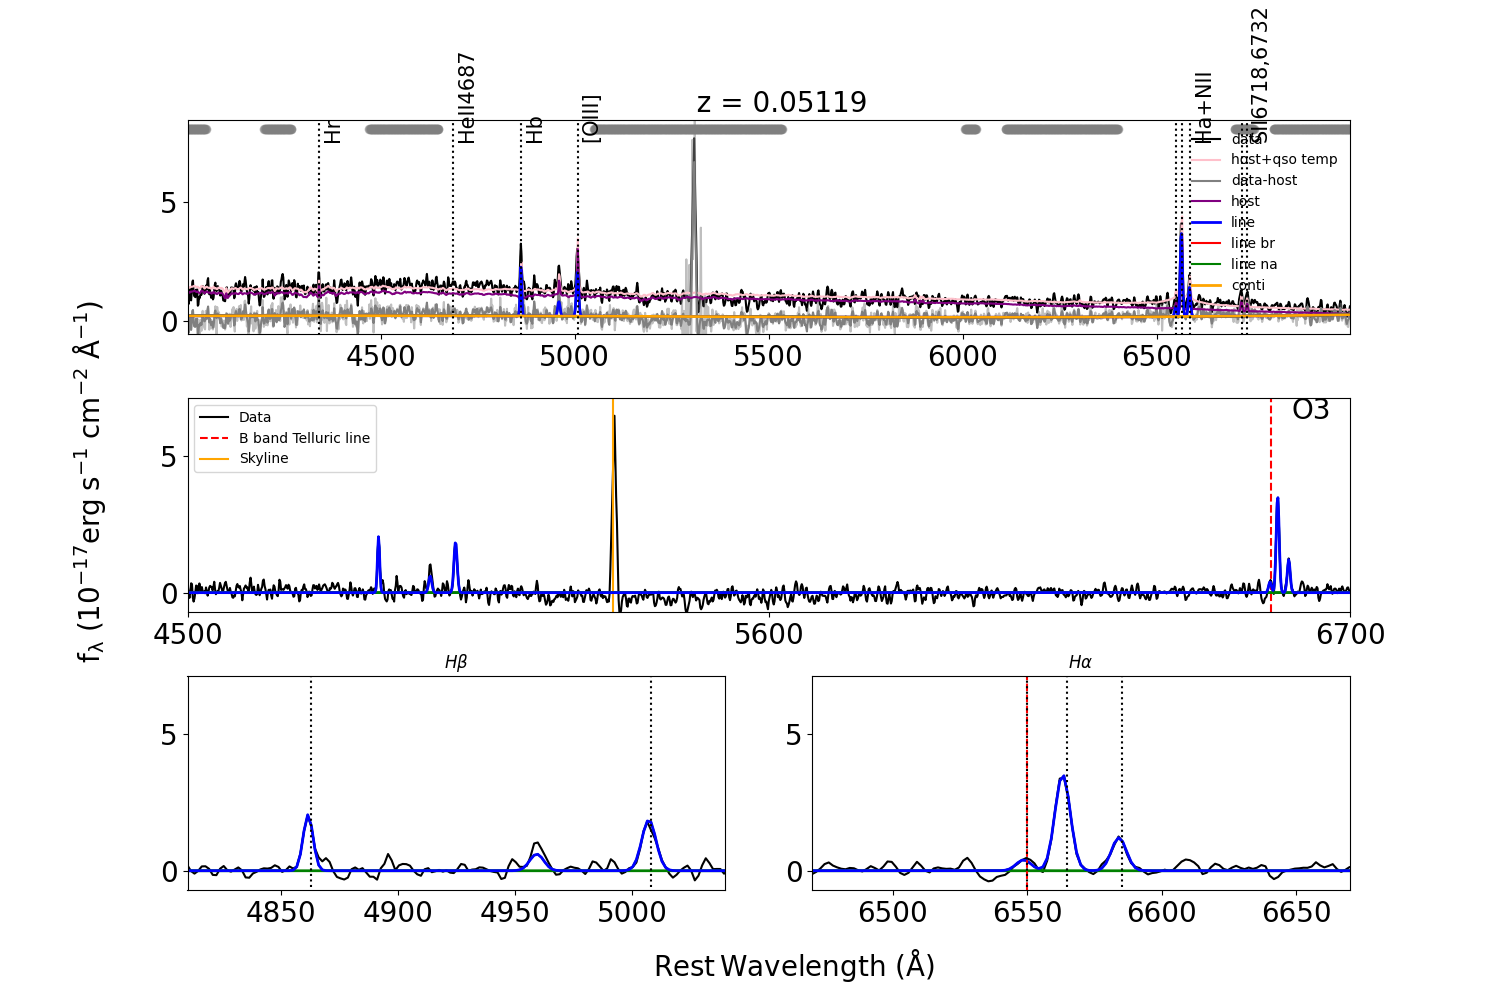 z = 0.05119
Hr
HeII4687
Hb
[OIII]
Ha+NII
SII6718,6732
data
host+qso temp
data-host
host
line
line br
line na
conti
5
0
4500
5000
5500
6000
6500
Data
B band Telluric line
Skyline
O3
5
0
4500
5600
6700
fλ (10⁻¹⁷erg s⁻¹ cm⁻² Å⁻¹)
Hβ
5
0
4850
4900
4950
5000
Hα
5
0
6500
6550
6600
6650
Rest Wavelength (Å)